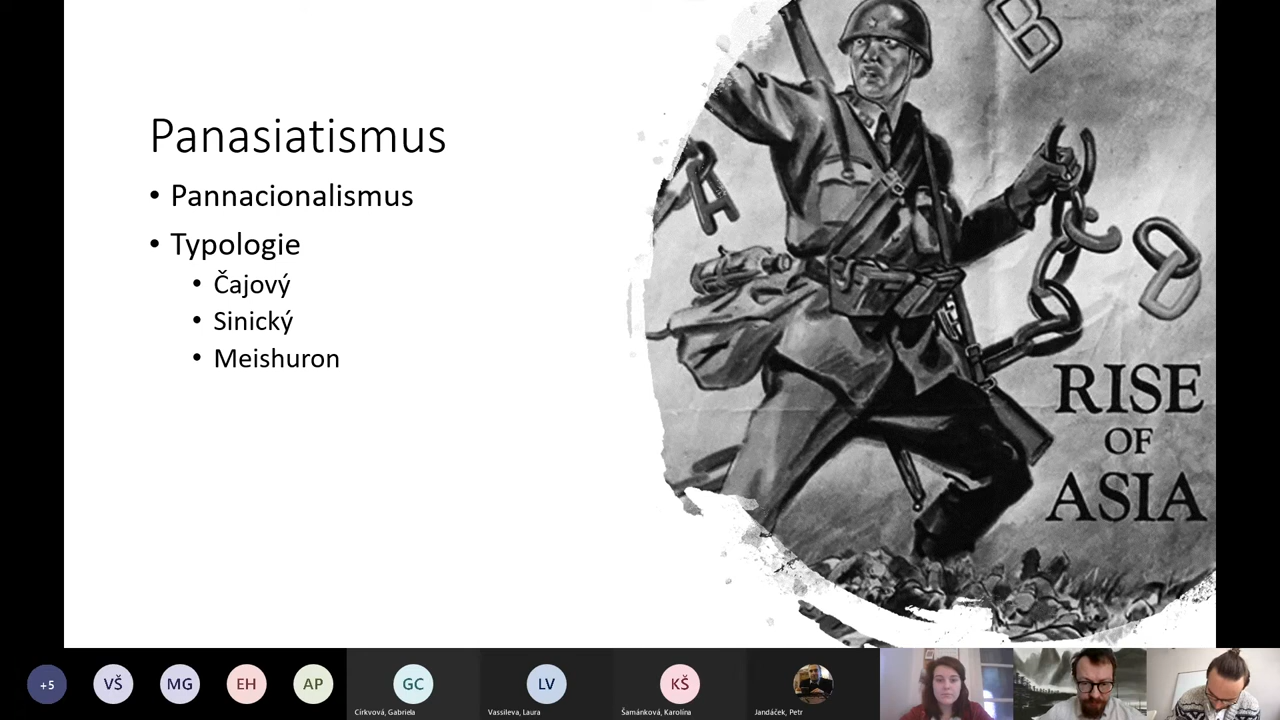 Panasiatismus
• Pannacionalismus
• Typologie
• Čajový
• Sinický
• Meishuron
A
B
C
D
RISE
OF
ASIA
+5
VŠ
MG
EH
AP
GC
LV
KŠ
Církvová, Gabriela
Vassileva, Laura
Šamánková, Karolína
Jandáček, Petr